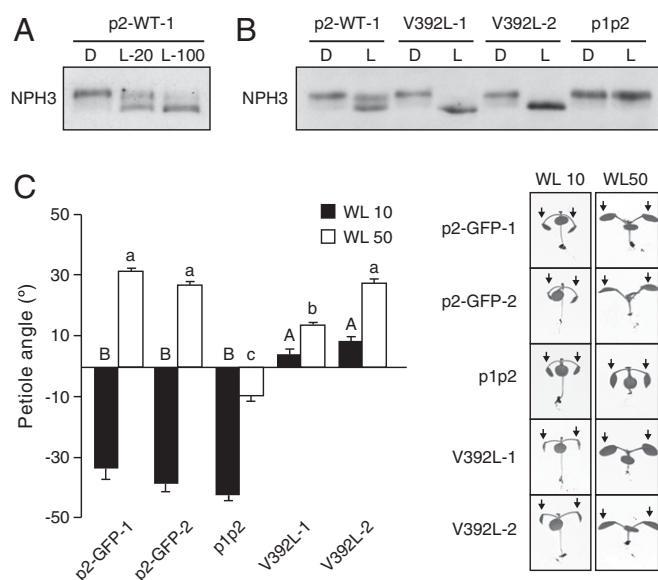 A
p2-WT-1
D L-20 L-100
NPH3
B
p2-WT-1 V392L-1 V392L-2 p1p2
D L D L D L D L
NPH3
C
WL 10
WL 50
Petiole angle (°)
50
30
10
-10
-30
-50
B a B a B c A b A a
p2-GFP-1
p2-GFP-2
p1p2
V392L-1
V392L-2
WL 10 WL50
p2-GFP-1
p2-GFP-2
p1p2
V392L-1
V392L-2